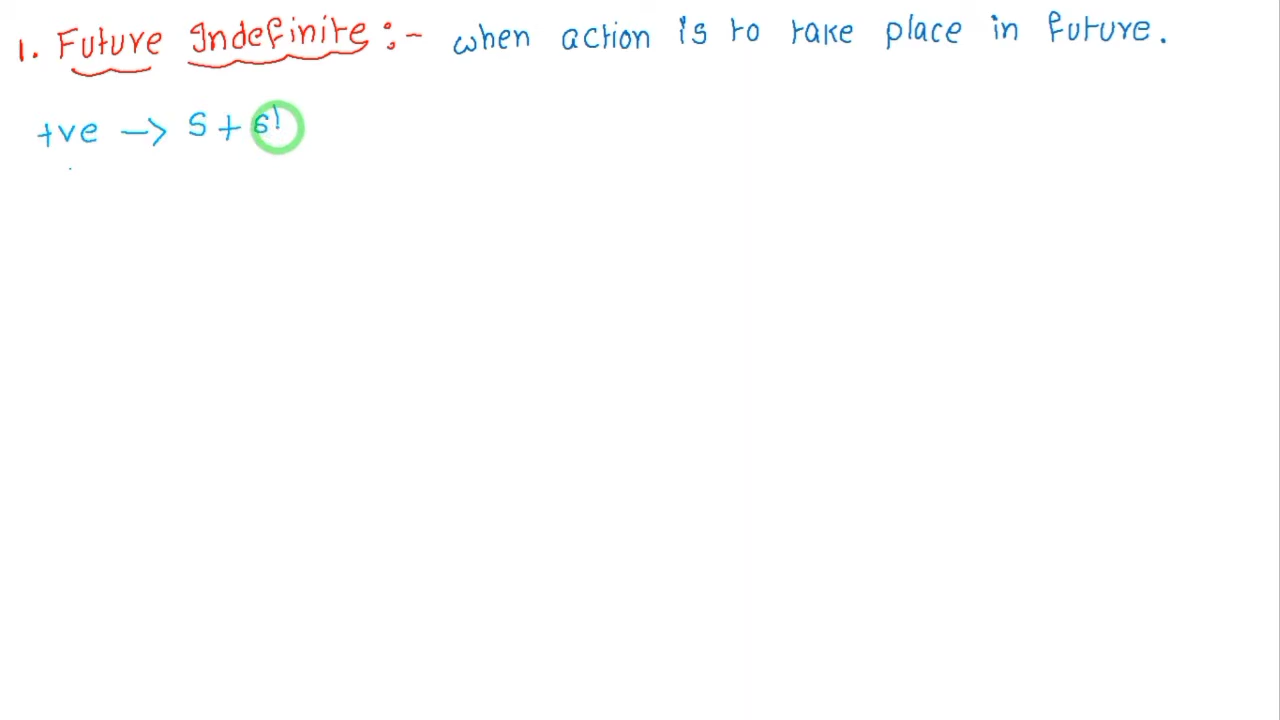 1. Future Indefinite :- when action is to take place in future.
+ve → S + s